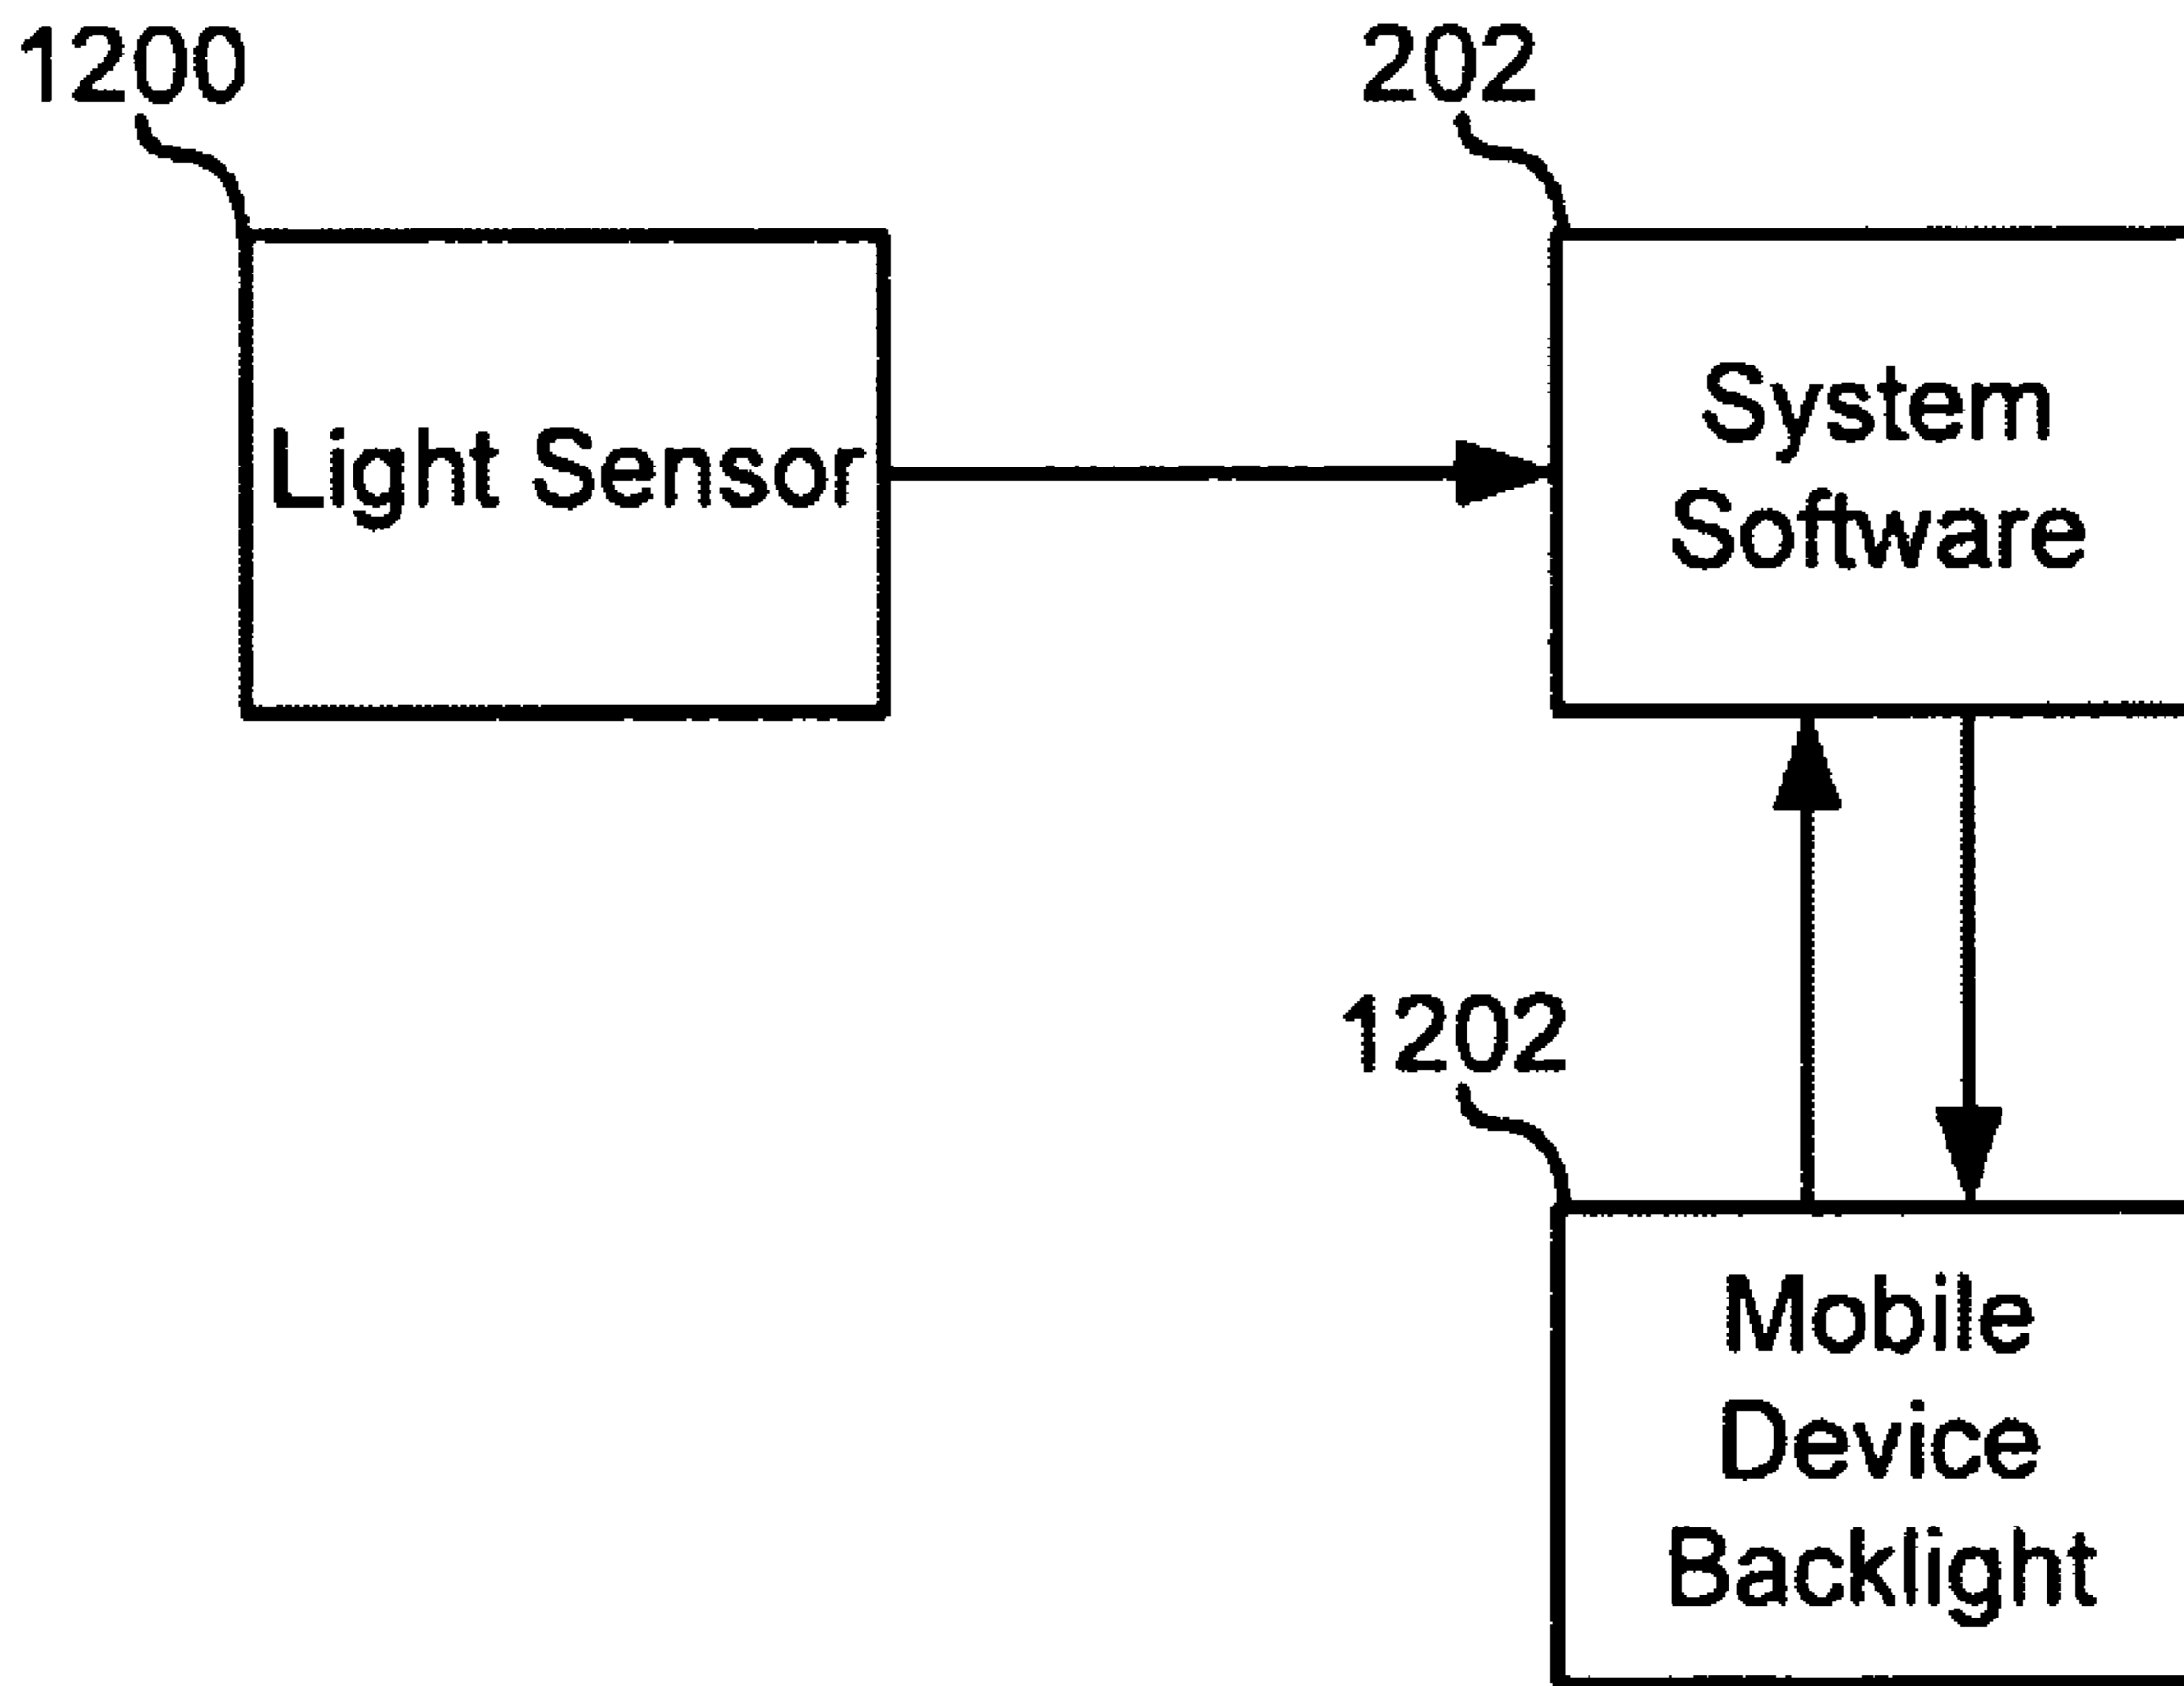 1200
202
Light Sensor
System
Software
1202
Mobile
Device
Backlight